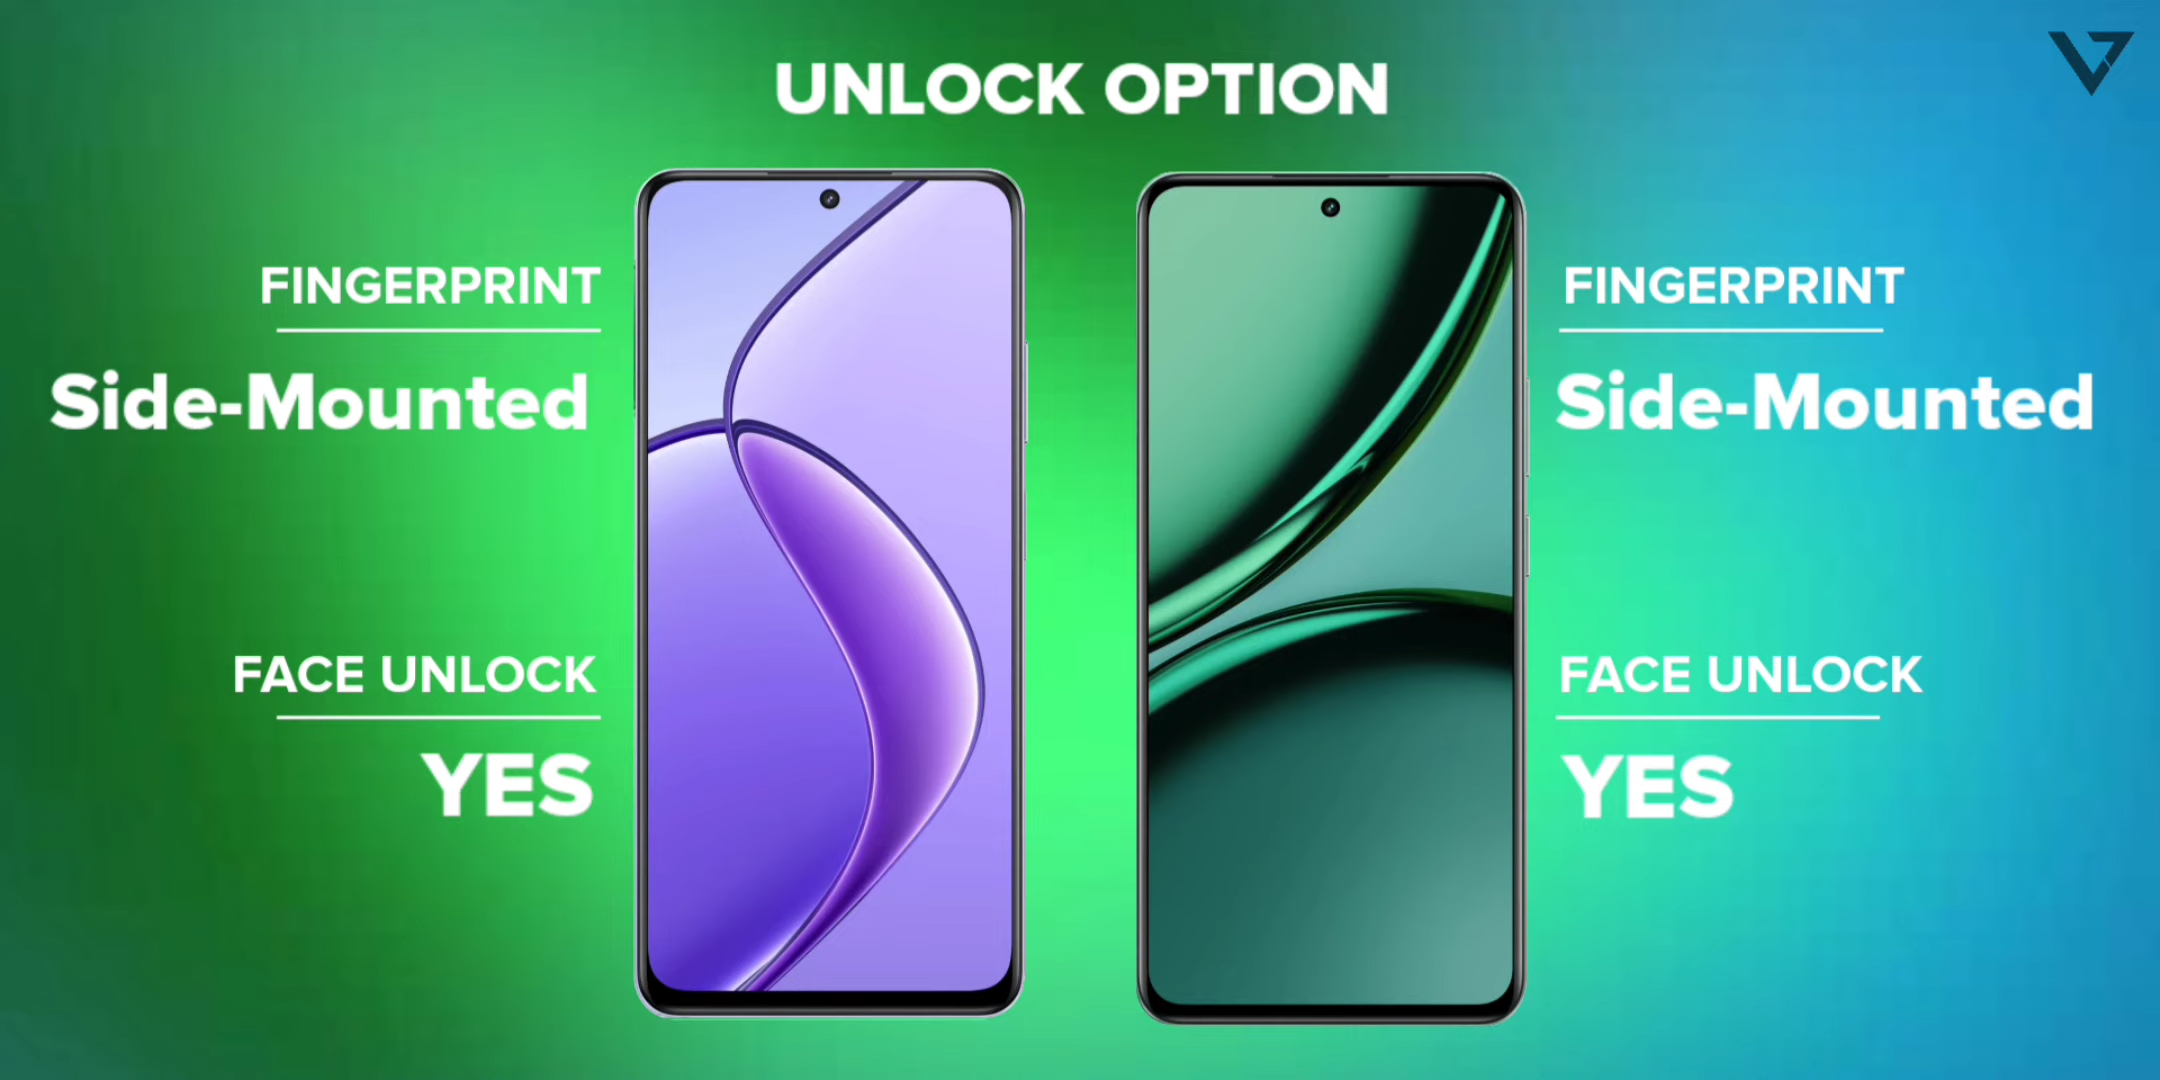 UNLOCK OPTION
FINGERPRINT
Side-Mounted
FACE UNLOCK
YES
FINGERPRINT
Side-Mounted
FACE UNLOCK
YES